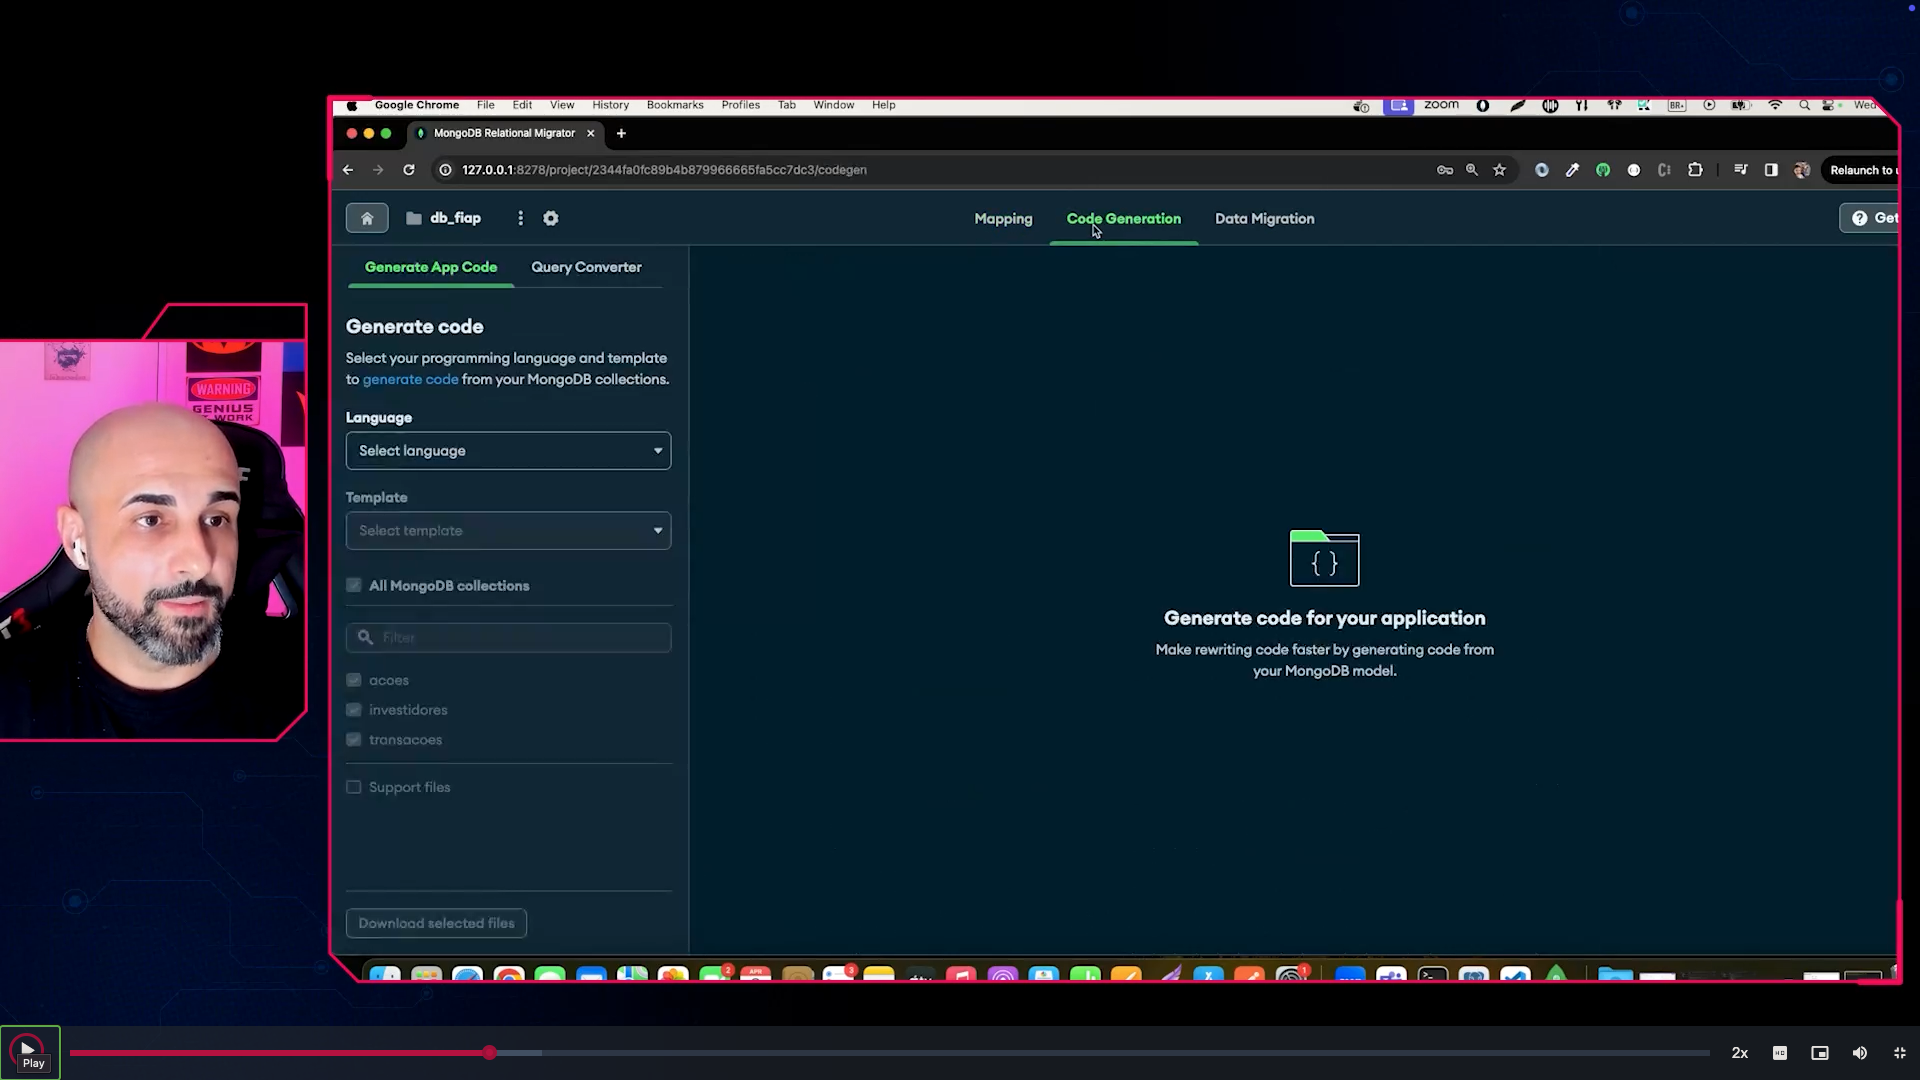 Google Chrome File Edit View History Bookmarks Profiles Tab Window Help zoom Wed
MongoDB Relational Migrator
127.0.0.1:8278/project/2344fa0fc89b4b879966665fa5cc7dc3/codegen
Relaunch to u
db_fiap
Mapping Code Generation Data Migration
Get
Generate App Code Query Converter
Generate code
Select your programming language and template
to generate code from your MongoDB collections.
Language
Select language
Template
Select template
All MongoDB collections
Filter
acoes
investidores
transacoes
Support files
Download selected files
Generate code for your application
Make rewriting code faster by generating code from
your MongoDB model.
WARNING
GENIUS
AT WORK
Play
2x